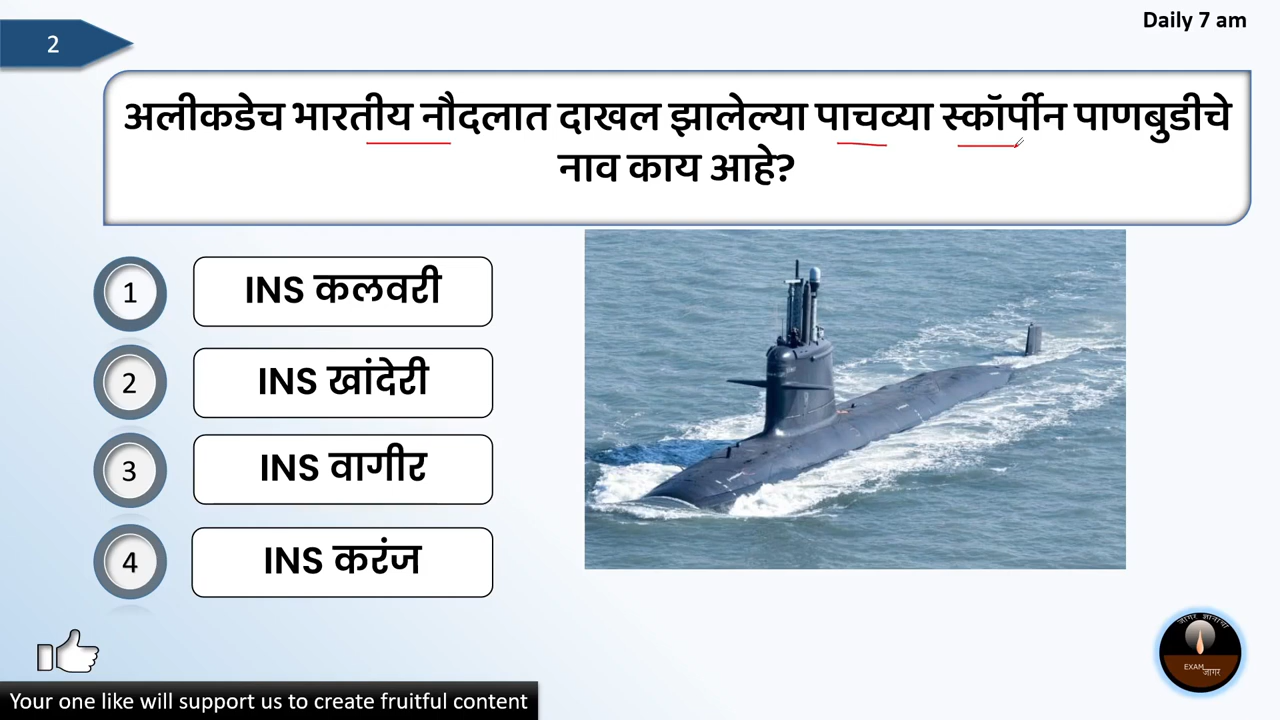 Daily 7 am
2
अलीकडेच भारतीय नौदलात दाखल झालेल्या पाचव्या स्कॉर्पीन पाणबुडीचे
नाव काय आहे?
1
INS कलवरी
2
INS खांदेरी
3
INS वागीर
4
INS करंज
जागर ज्ञानाचा
EXAM
जागर
Your one like will support us to create fruitful content